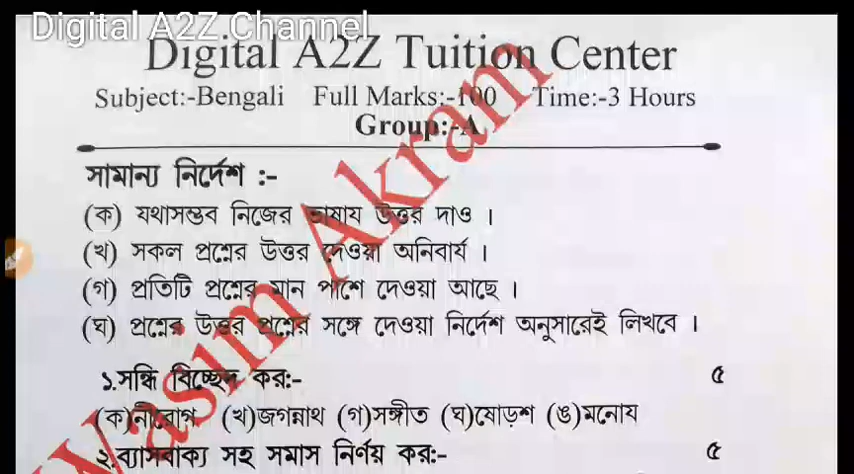 Digital A2Z Channel
Digital A2Z Tuition Center
Subject:-Bengali Full Marks:-100 Time:-3 Hours
Group:-A
সামান্য নির্দেশ :-
(ক) যথাসম্ভব নিজের ভাষায উত্তর দাও ।
(খ) সকল প্রশ্নের উত্তর দেওয়া অনিবার্য ।
(গ) প্রতিটি প্রশ্নের মান পাশে দেওয়া আছে ।
(ঘ) প্রশ্নের উত্তর প্রশ্নের সঙ্গে দেওয়া নির্দেশ অনুসারেই লিখবে ।
১.সন্ধি বিচ্ছেদ কর:- ৫
(ক)নীরোগ (খ)জগন্নাথ (গ)সঙ্গীত (ঘ)ষোড়শ (ঙ)মনোয
২.ব্যাসবাক্য সহ সমাস নির্ণয় কর:- ৫
Wasim Akram